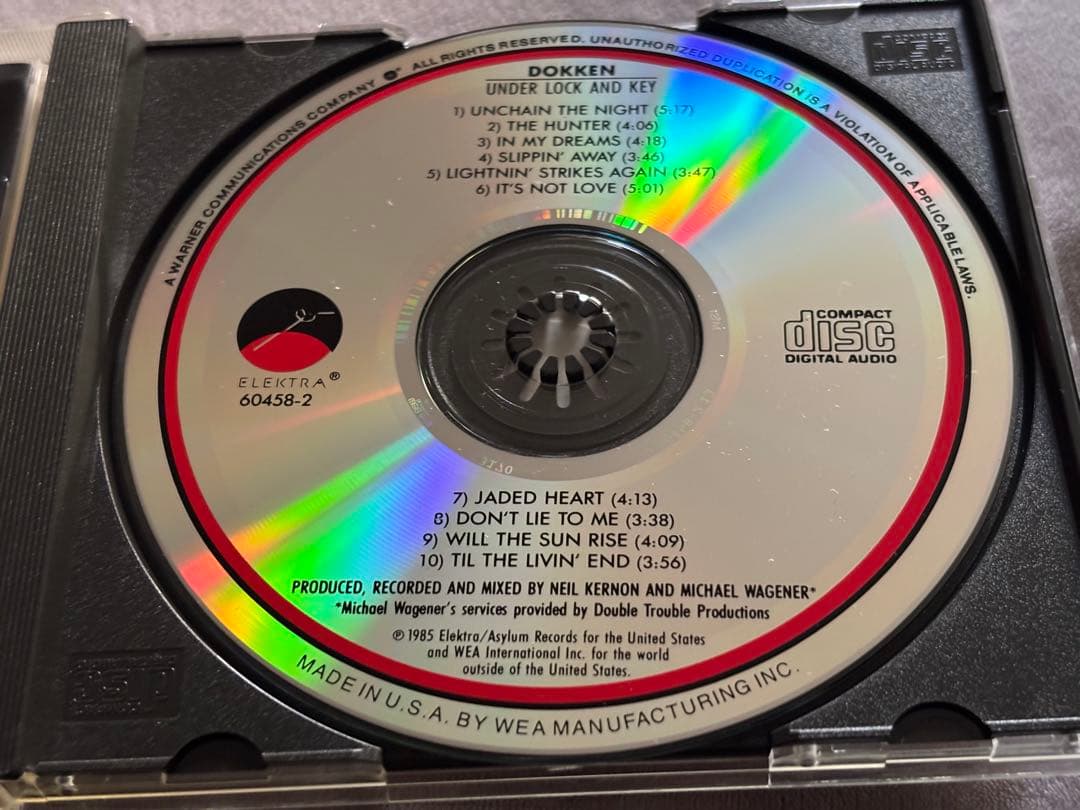 A WARNER COMMUNICATIONS COMPANY ALL RIGHTS RESERVED. UNAUTHORIZED DUPLICATION IS A VIOLATION OF APPLICABLE LAWS.
DOKKEN
UNDER LOCK AND KEY
1) UNCHAIN THE NIGHT (5:17)
2) THE HUNTER (4:06)
3) IN MY DREAMS (4:18)
4) SLIPPIN' AWAY (3:46)
5) LIGHTNIN' STRIKES AGAIN (3:47)
6) IT'S NOT LOVE (5:01)
ELEKTRA®
60458-2
COMPACT
disc
DIGITAL AUDIO
7) JADED HEART (4:13)
8) DON'T LIE TO ME (3:38)
9) WILL THE SUN RISE (4:09)
10) TIL THE LIVIN' END (3:56)
PRODUCED, RECORDED AND MIXED BY NEIL KERNON AND MICHAEL WAGENER*
*Michael Wagener's services provided by Double Trouble Productions
℗ 1985 Elektra/Asylum Records for the United States
and WEA International Inc. for the world
outside of the United States.
MADE IN U.S.A. BY WEA MANUFACTURING INC.